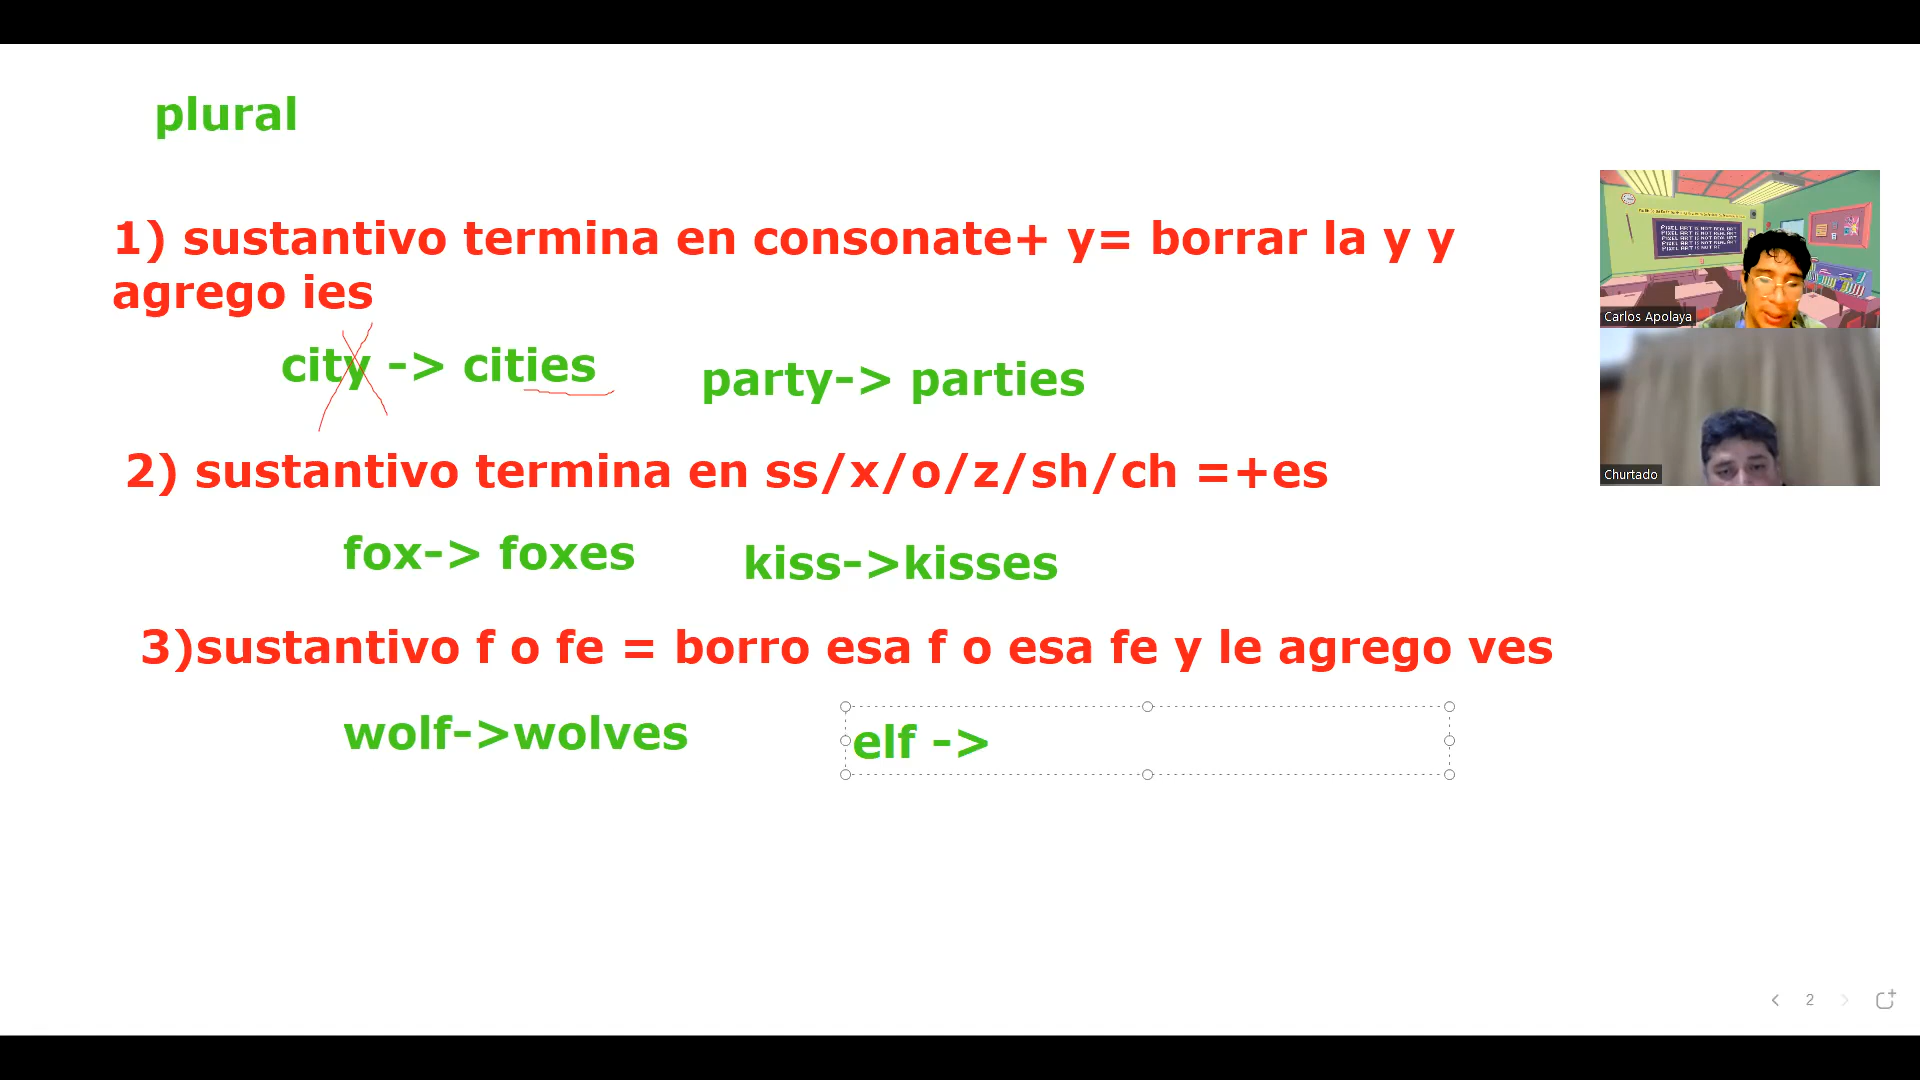 plural
1) sustantivo termina en consonate+ y= borrar la y y
agrego ies
city -> cities
party-> parties
2) sustantivo termina en ss/x/o/z/sh/ch =+es
fox-> foxes
kiss->kisses
3)sustantivo f o fe = borro esa f o esa fe y le agrego ves
wolf->wolves
elf ->
Carlos Apolaya
Churtado
2